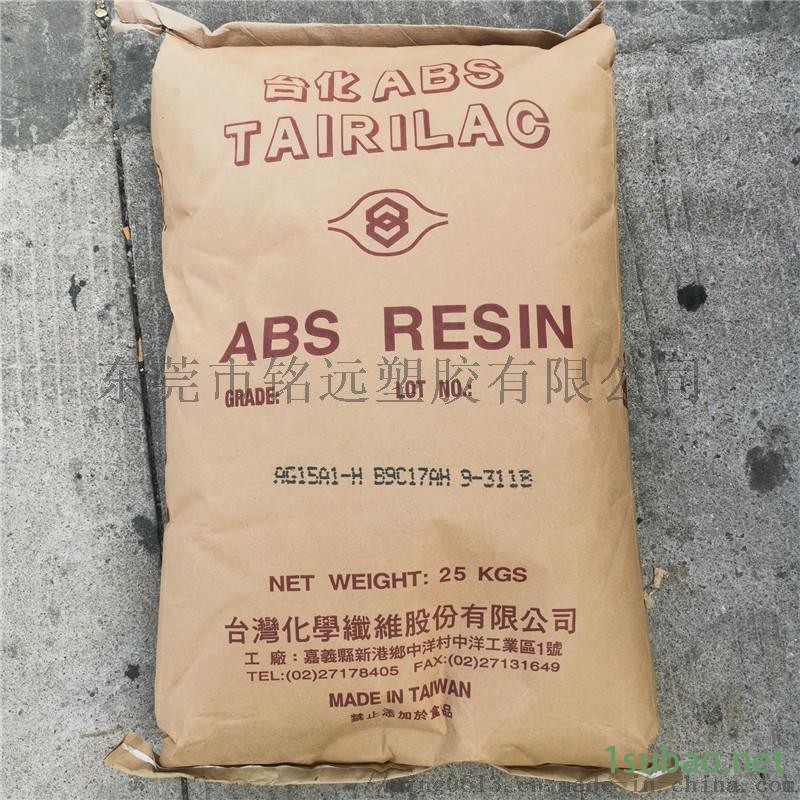 台化ABS
TAIRILAC
ABS RESIN
东莞市铭远塑胶有限公司
GRADE: LOT NO.:
AG15A1-H B9C17AH 9-311B
NET WEIGHT: 25 KGS
台灣化學纖維股份有限公司
工廠：嘉義縣新港鄉中洋村中洋工業區1號
TEL:(02)27178405 FAX:(02)27131649
MADE IN TAIWAN
禁止添加於食品
1subao.net